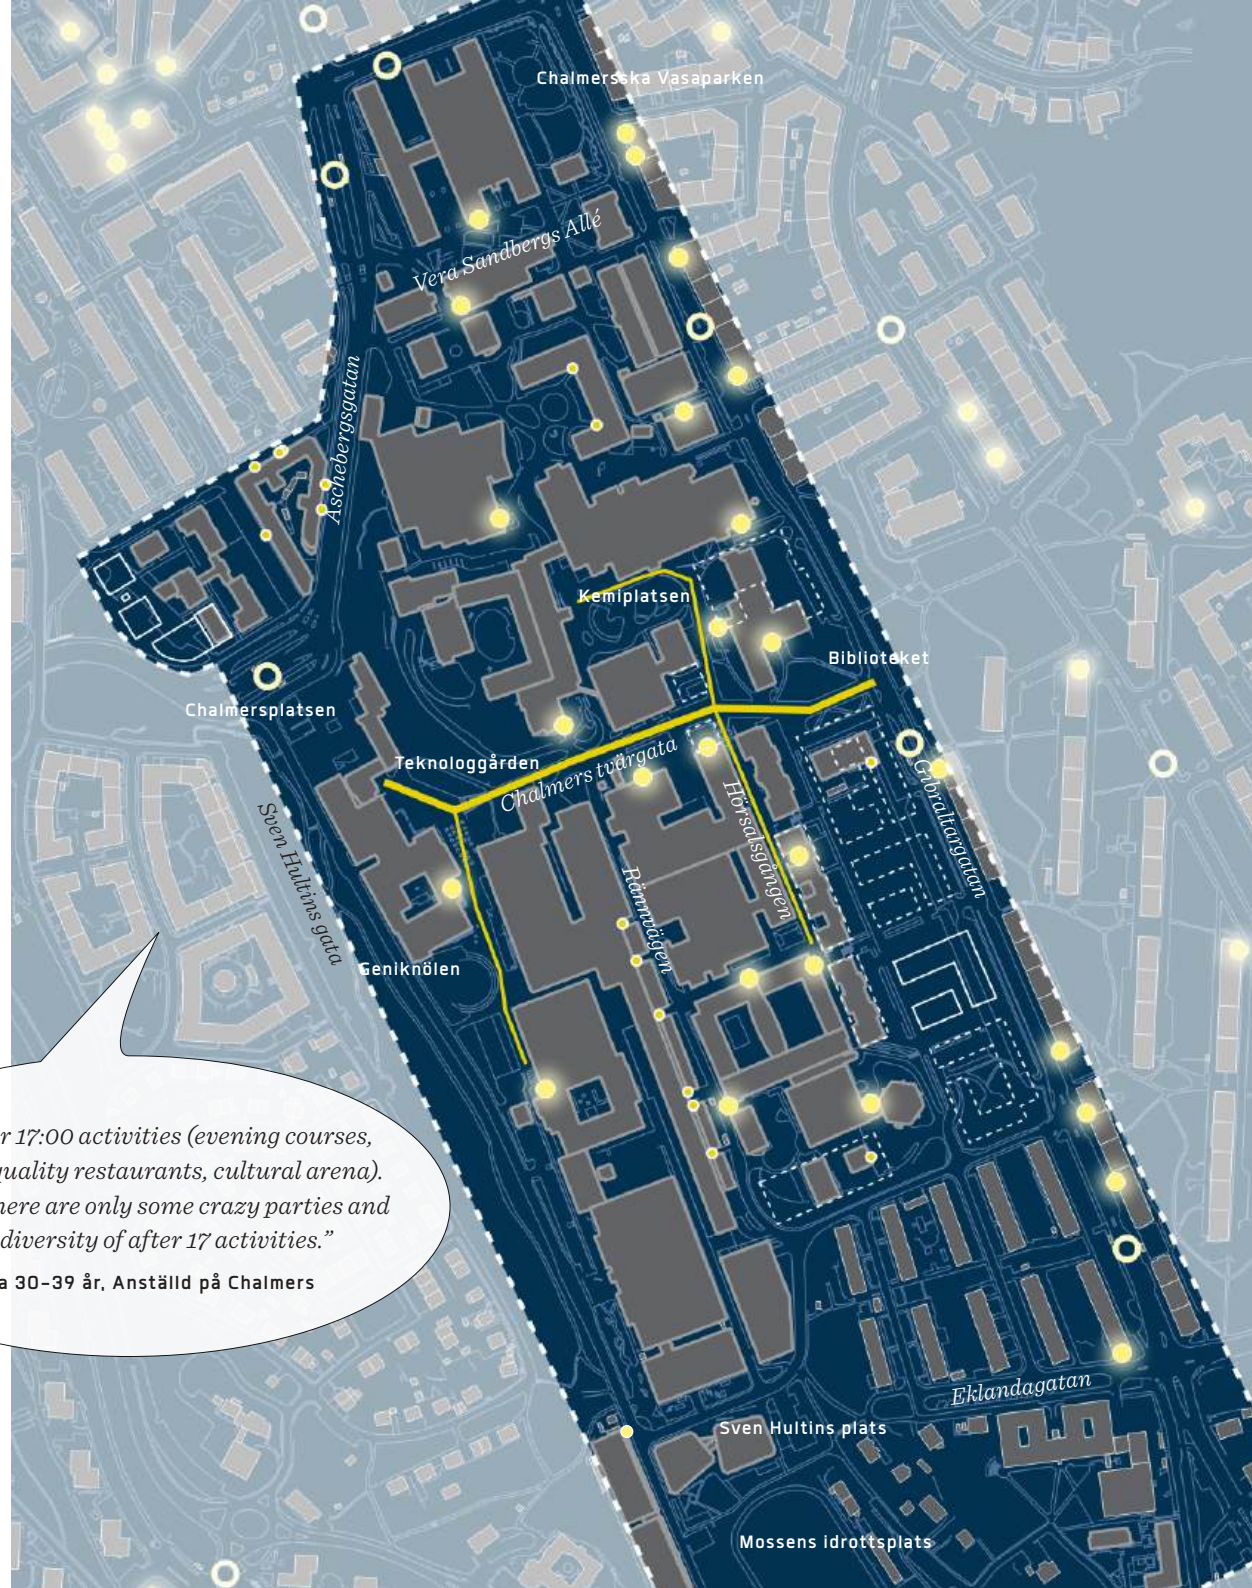 Chalmersska Vasaparken
Vera Sandbergs Allé
Aschebergsgatan
Kemiplatsen
Biblioteket
Chalmersplatsen
Teknologgården
Chalmers tvärgata
Gibraltargatan
Hörsalsgången
Sven Hultins gata
Rännvägen
Geniknölen
r 17:00 activities (evening courses,
quality restaurants, cultural arena).
here are only some crazy parties and
diversity of after 17 activities.”
a 30–39 år, Anställd på Chalmers
Eklandagatan
Sven Hultins plats
Mossens idrottsplats